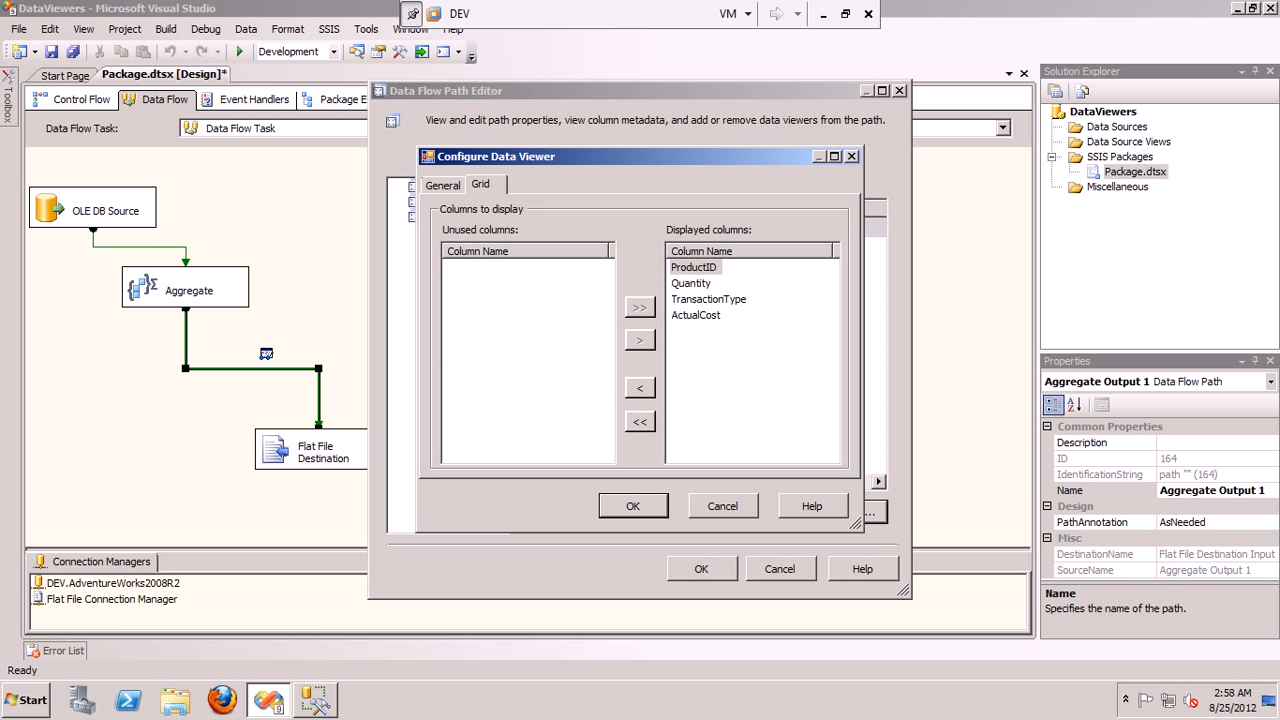 DataViewers - Microsoft Visual Studio
DEV
VM
File Edit View Project Build Debug Data Format SSIS Tools Window Help
Development
Start Page
Package.dtsx [Design]*
Control Flow
Data Flow
Event Handlers
Package E
Data Flow Task:
Data Flow Task
OLE DB Source
Aggregate
Flat File
Destination
Toolbox
Data Flow Path Editor
View and edit path properties, view column metadata, and add or remove data viewers from the path.
Configure Data Viewer
General
Grid
Columns to display
Unused columns:
Displayed columns:
Column Name
Column Name
ProductID
Quantity
TransactionType
ActualCost
>>
>
<
<<
OK
Cancel
Help
...
OK
Cancel
Help
Connection Managers
DEV.AdventureWorks2008R2
Flat File Connection Manager
Error List
Ready
Solution Explorer
DataViewers
Data Sources
Data Source Views
SSIS Packages
Package.dtsx
Miscellaneous
Properties
Aggregate Output 1 Data Flow Path
Common Properties
Description
ID 164
IdentificationString path "" (164)
Name Aggregate Output 1
Design
PathAnnotation AsNeeded
Misc
DestinationName Flat File Destination Input
SourceName Aggregate Output 1
Name
Specifies the name of the path.
Start
2:58 AM
8/25/2012